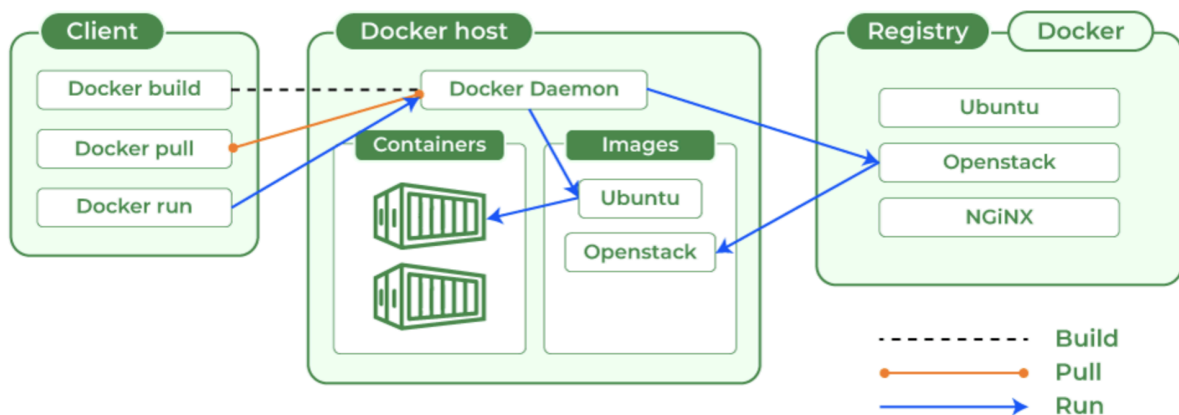 Client
Docker build
Docker pull
Docker run
Docker host
Docker Daemon
Containers
Images
Ubuntu
Openstack
Registry
Docker
Ubuntu
Openstack
NGiNX
Build
Pull
Run